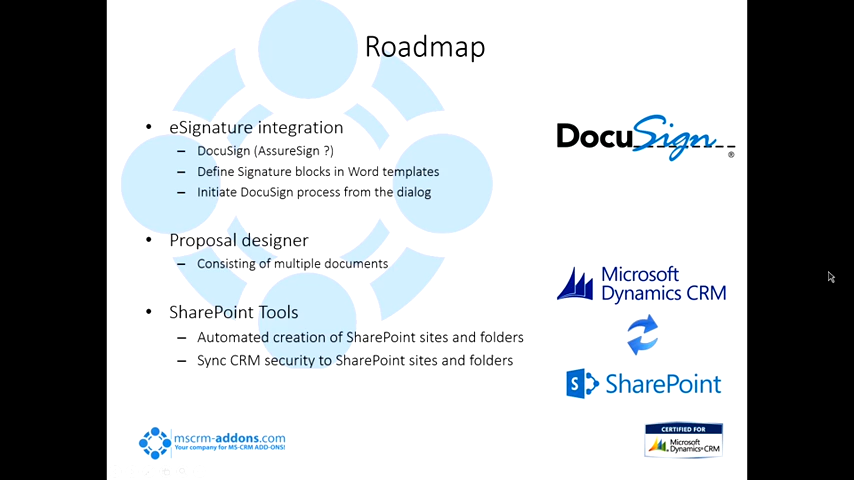 Roadmap
• eSignature integration
– DocuSign (AssureSign ?)
– Define Signature blocks in Word templates
– Initiate DocuSign process from the dialog
• Proposal designer
– Consisting of multiple documents
• SharePoint Tools
– Automated creation of SharePoint sites and folders
– Sync CRM security to SharePoint sites and folders
DocuSign®
Microsoft
Dynamics CRM
S SharePoint
mscrm-addons.com
Your company for MS-CRM ADD-ONS!
CERTIFIED FOR
Microsoft
Dynamics CRM